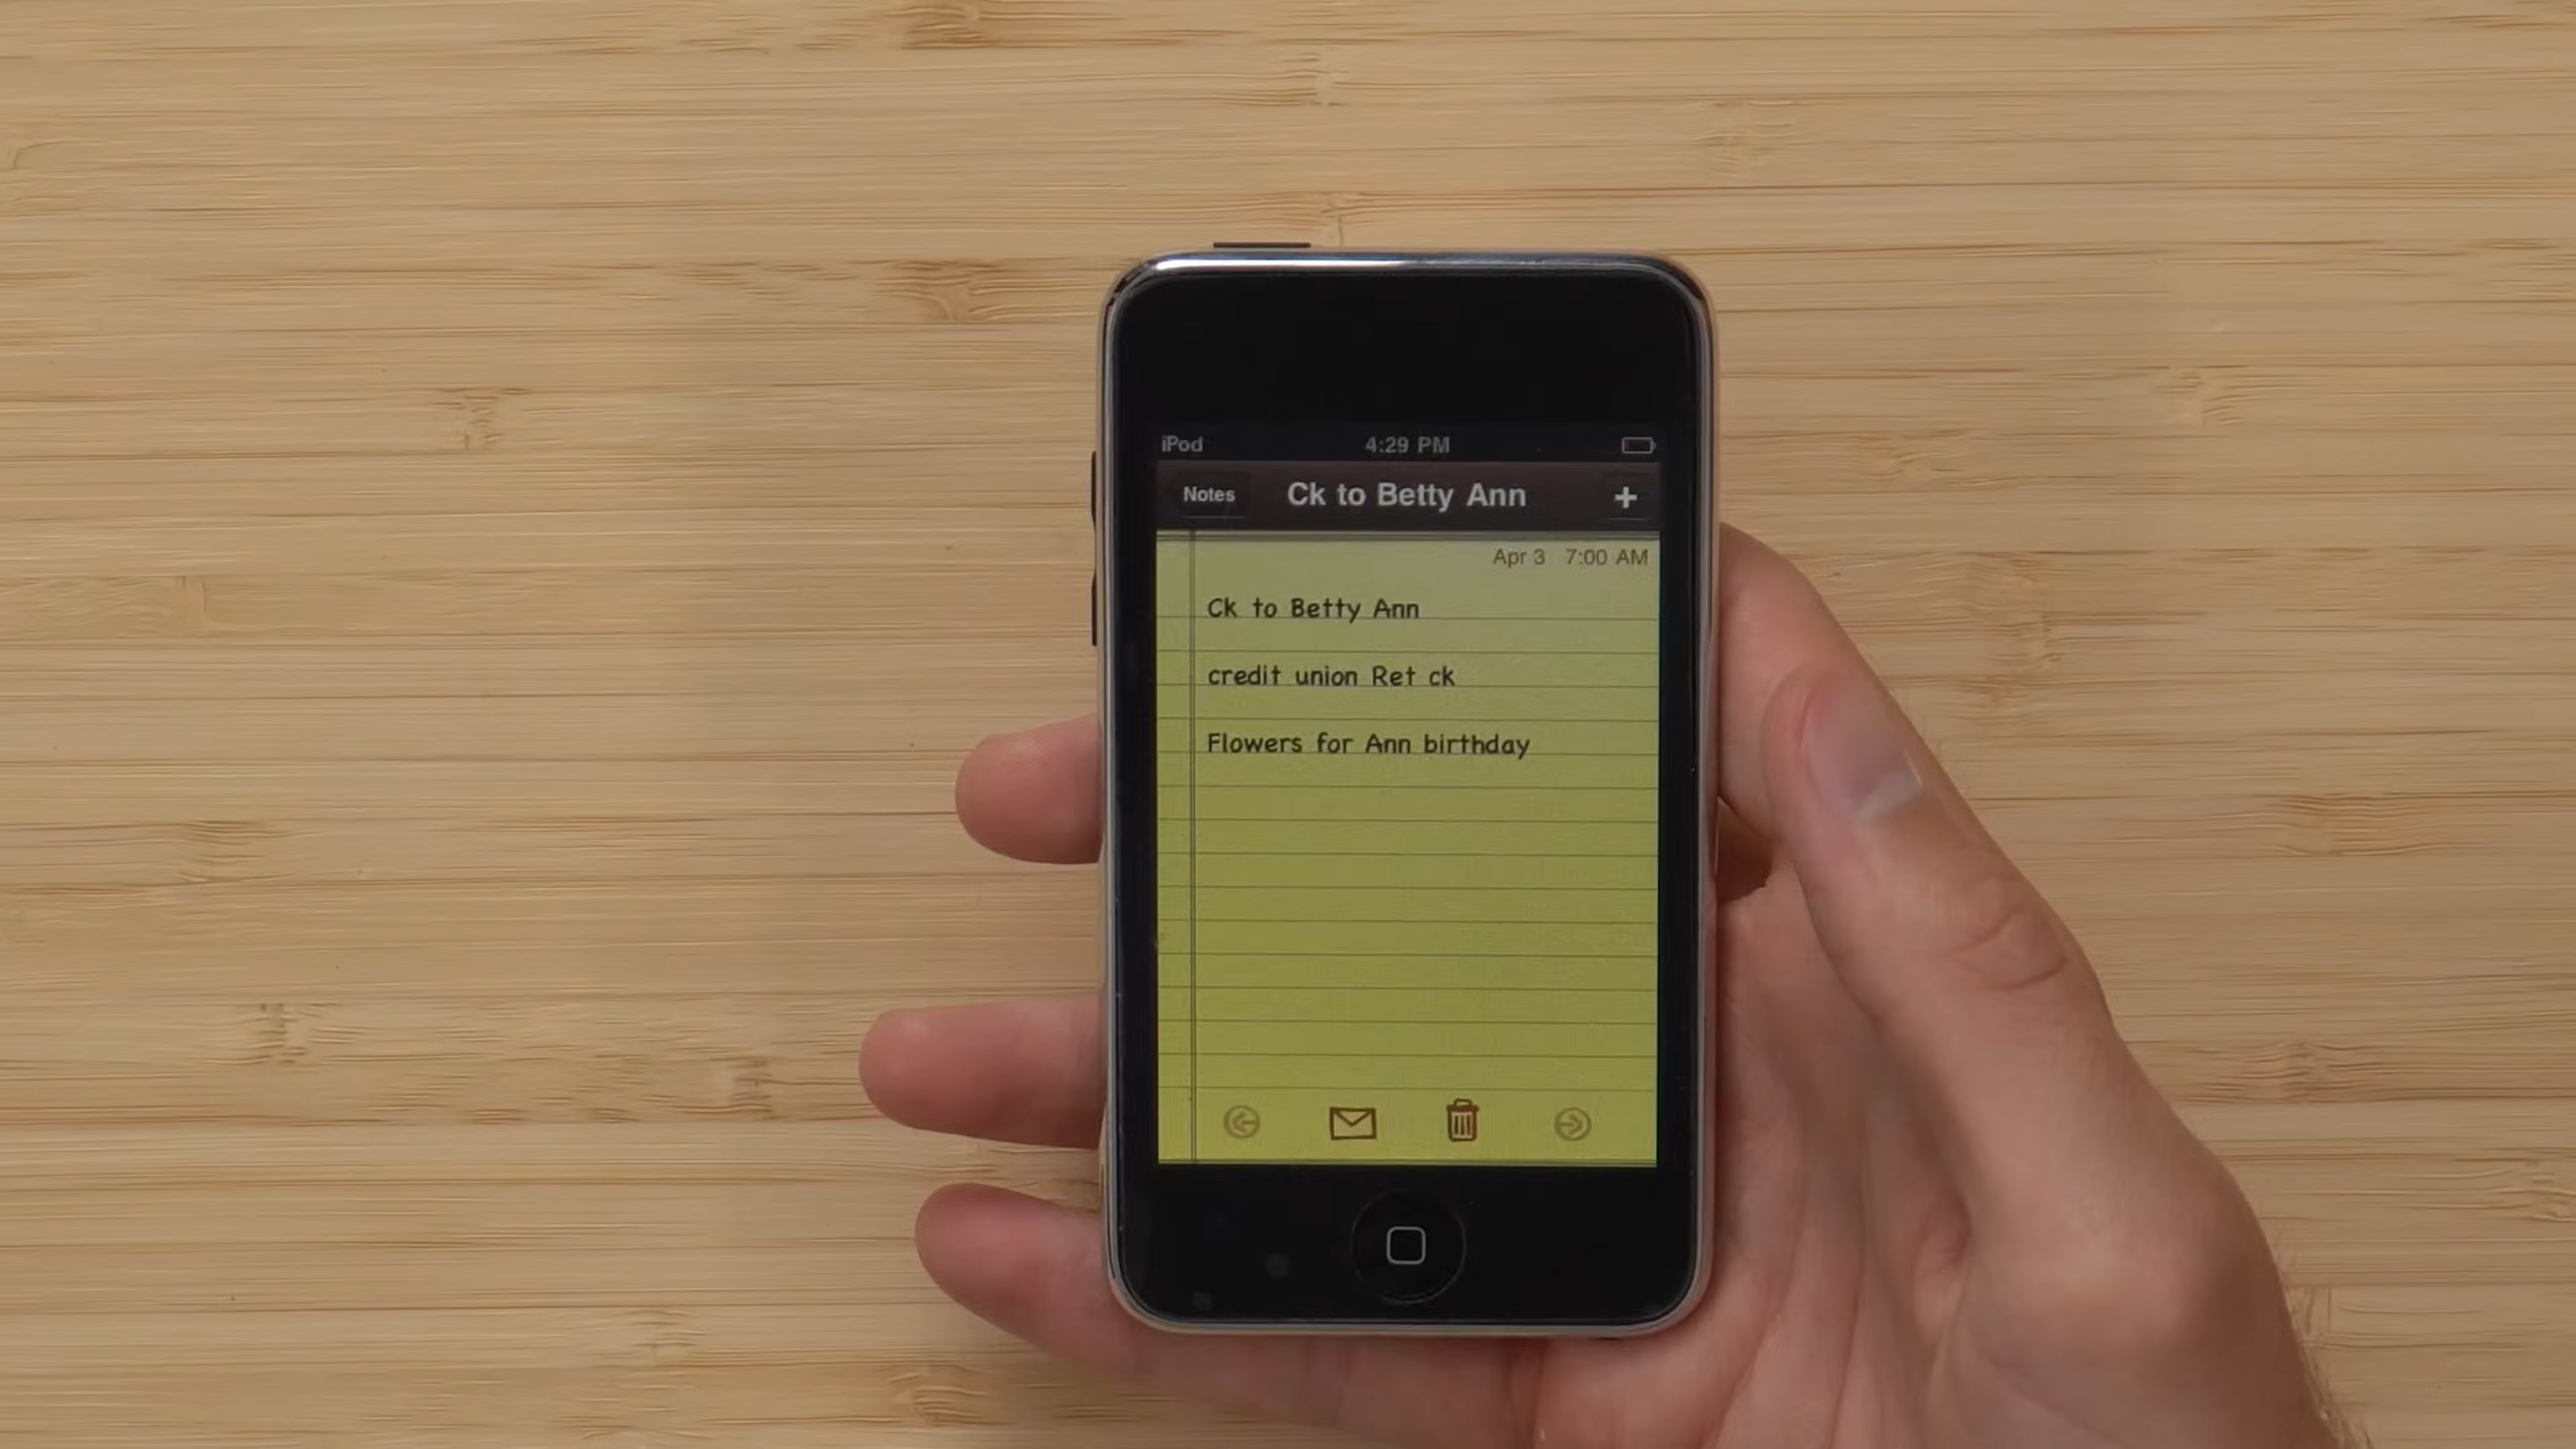 iPod 4:29 PM
Notes Ck to Betty Ann +
Apr 3 7:00 AM
Ck to Betty Ann
credit union Ret ck
Flowers for Ann birthday